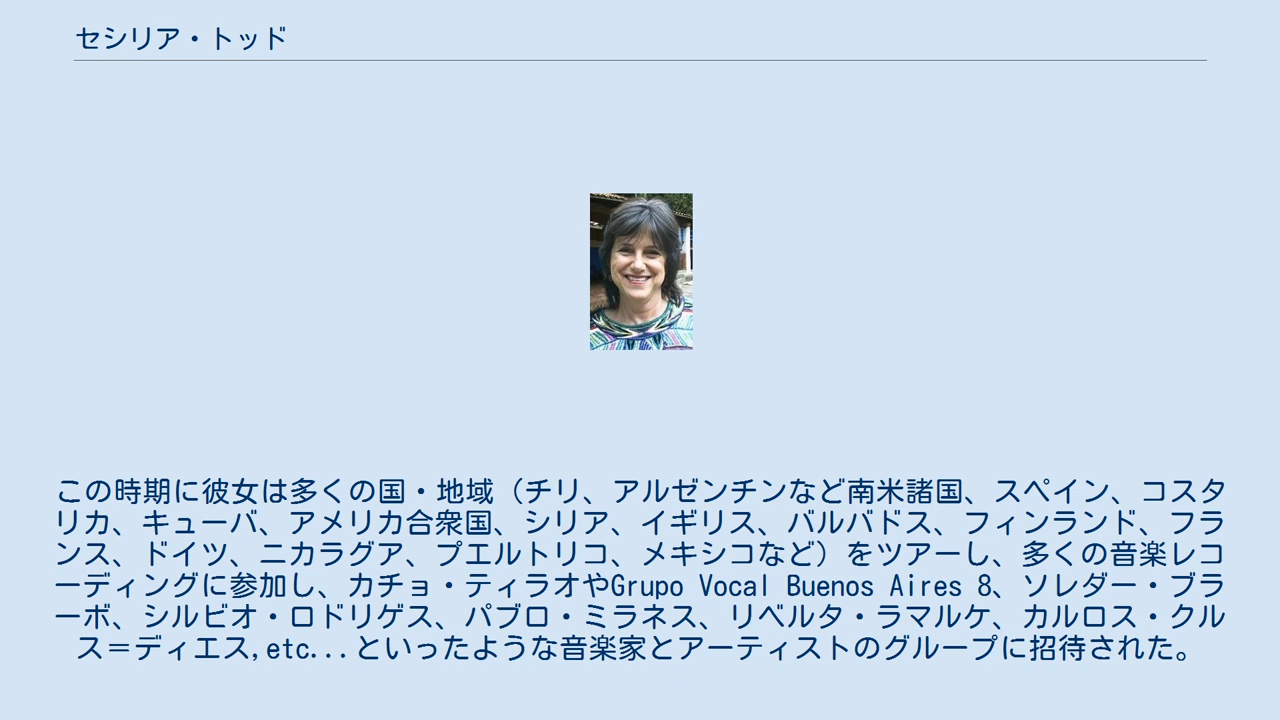 セシリア・トッド
この時期に彼女は多くの国・地域（チリ、アルゼンチンなど南米諸国、スペイン、コスタ
リカ、キューバ、アメリカ合衆国、シリア、イギリス、バルバドス、フィンランド、フラ
ンス、ドイツ、ニカラグア、プエルトリコ、メキシコなど）をツアーし、多くの音楽レコ
ーディングに参加し、カチョ・ティラオやGrupo Vocal Buenos Aires 8、ソレダー・ブラ
ーボ、シルビオ・ロドリゲス、パブロ・ミラネス、リベルタ・ラマルケ、カルロス・クル
ス＝ディエス,etc...といったような音楽家とアーティストのグループに招待された。